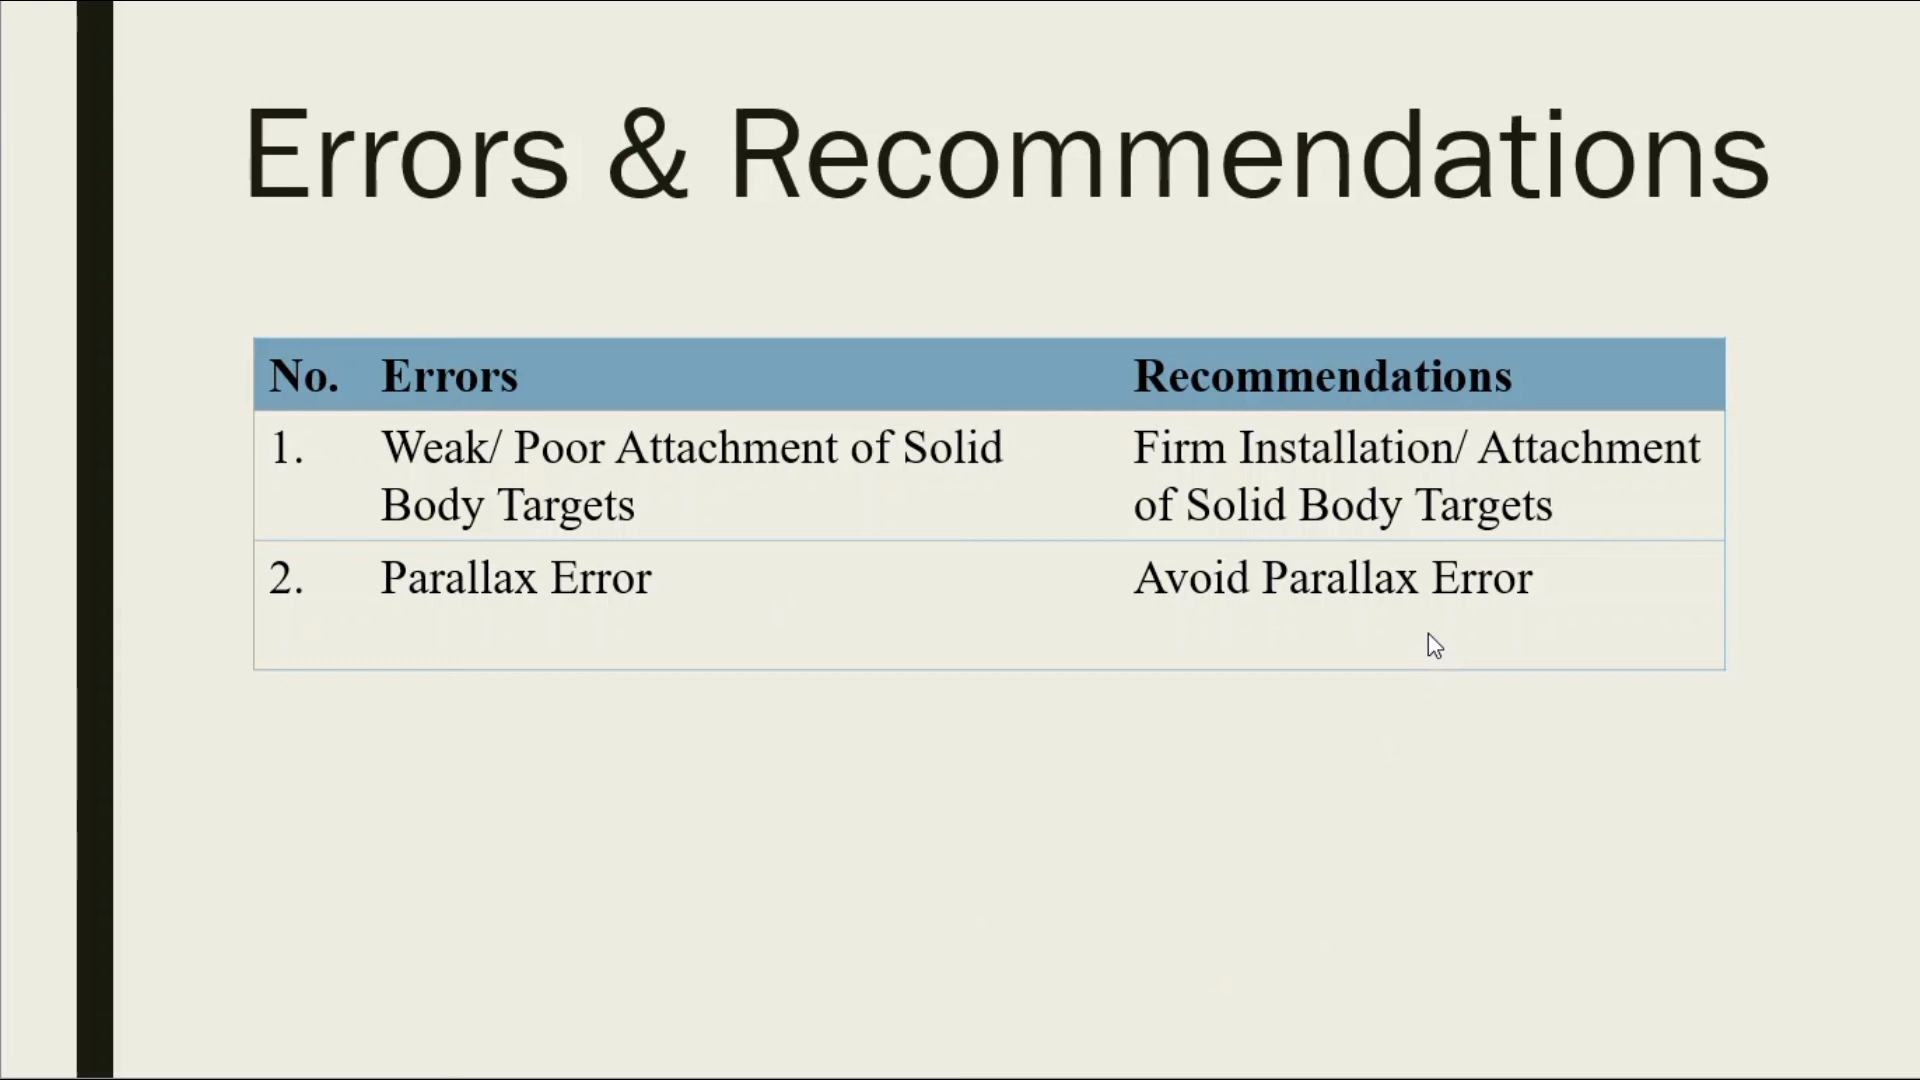 Errors & Recommendations
No. Errors Recommendations
1. Weak/ Poor Attachment of Solid Firm Installation/ Attachment
Body Targets of Solid Body Targets
2. Parallax Error Avoid Parallax Error